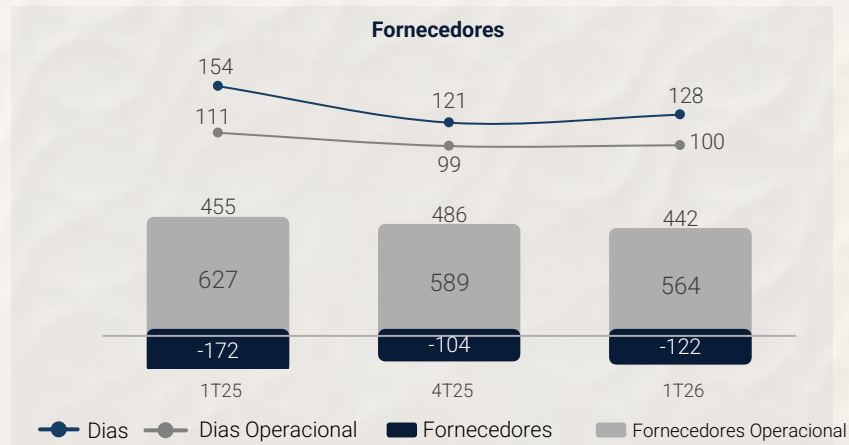 Fornecedores
154 121 128
111 99 100
455 486 442
627 589 564
-172 -104 -122
1T25 4T25 1T26
Dias Dias Operacional Fornecedores Fornecedores Operacional